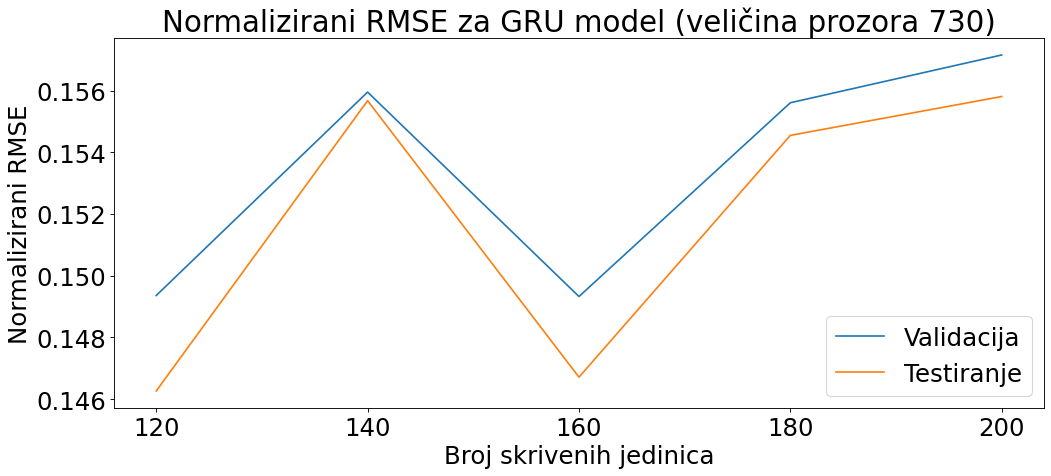 Normalizirani RMSE za GRU model (veličina prozora 730)
Normalizirani RMSE
0.156
0.154
0.152
0.150
0.148
0.146
Validacija
Testiranje
120 140 160 180 200
Broj skrivenih jedinica